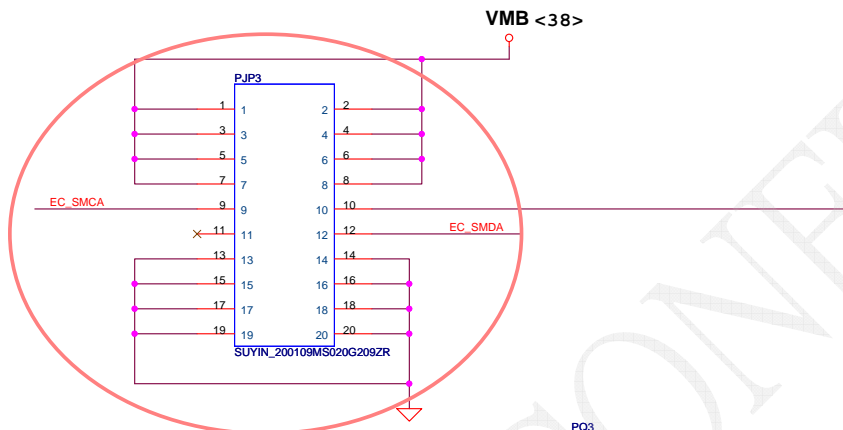 VMB <38>
PJP3
1 1 2 2
3 3 4 4
5 5 6 6
7 7 8 8
EC_SMCA 9 9 10 10
11 11 12 12 EC_SMDA
13 13 14 14
15 15 16 16
17 17 18 18
19 19 20 20
SUYIN_200109MS020G209ZR
PQ3